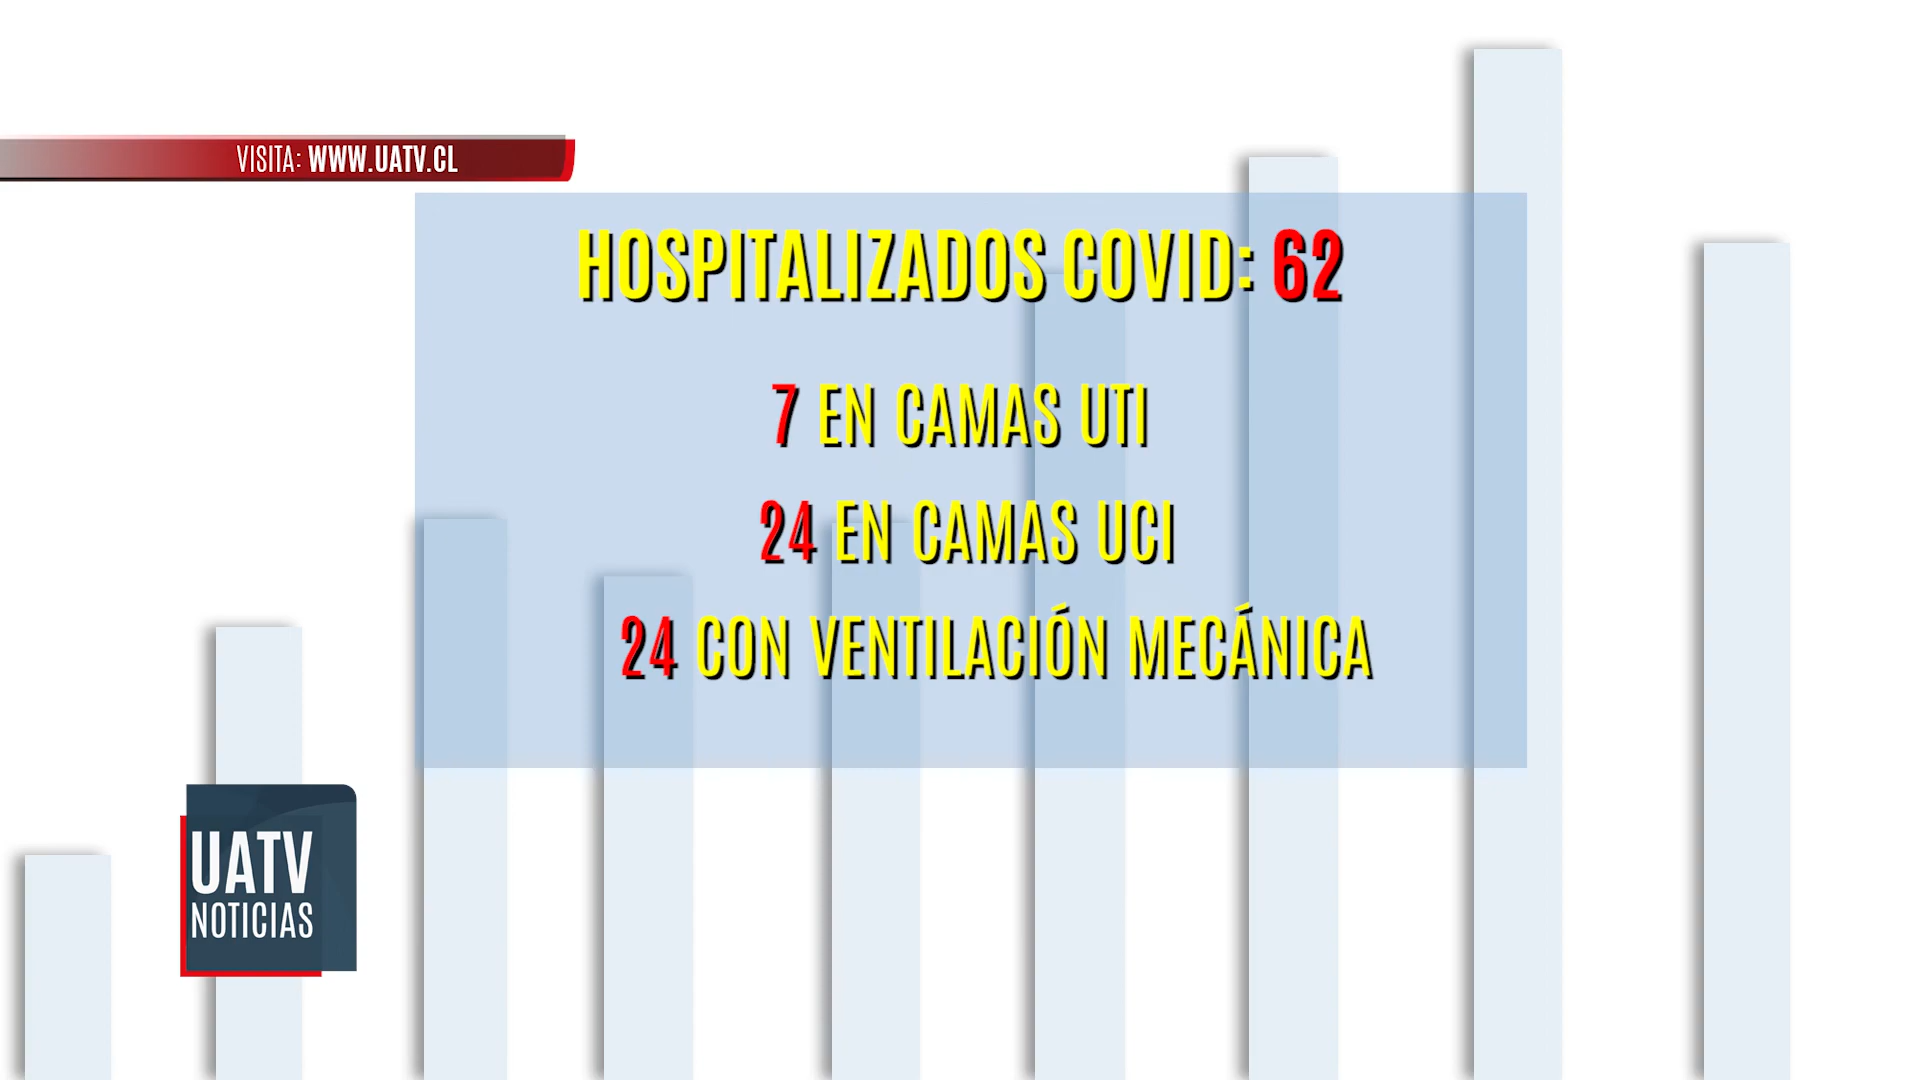 VISITA: WWW.UATV.CL
HOSPITALIZADOS COVID: 62
7 EN CAMAS UTI
24 EN CAMAS UCI
24 CON VENTILACIÓN MECÁNICA
UATV
NOTICIAS